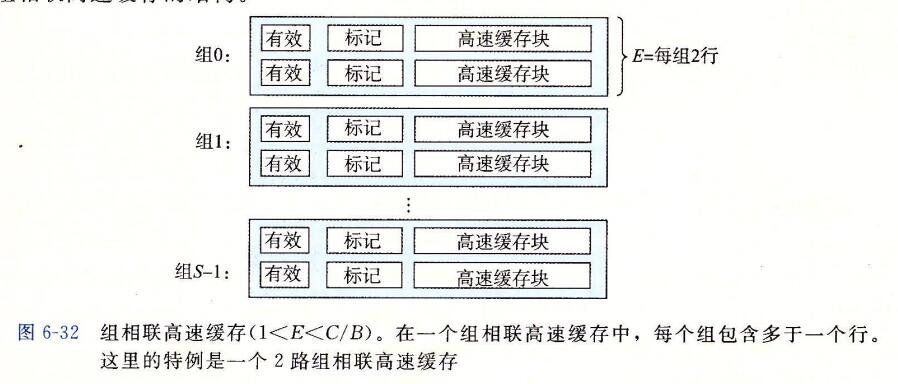 组0：
有效 标记 高速缓存块
有效 标记 高速缓存块
E=每组2行
组1：
有效 标记 高速缓存块
有效 标记 高速缓存块
⋮
组S-1：
有效 标记 高速缓存块
有效 标记 高速缓存块
图 6-32 组相联高速缓存(1<E<C/B)。在一个组相联高速缓存中，每个组包含多于一个行。
这里的特例是一个 2 路组相联高速缓存